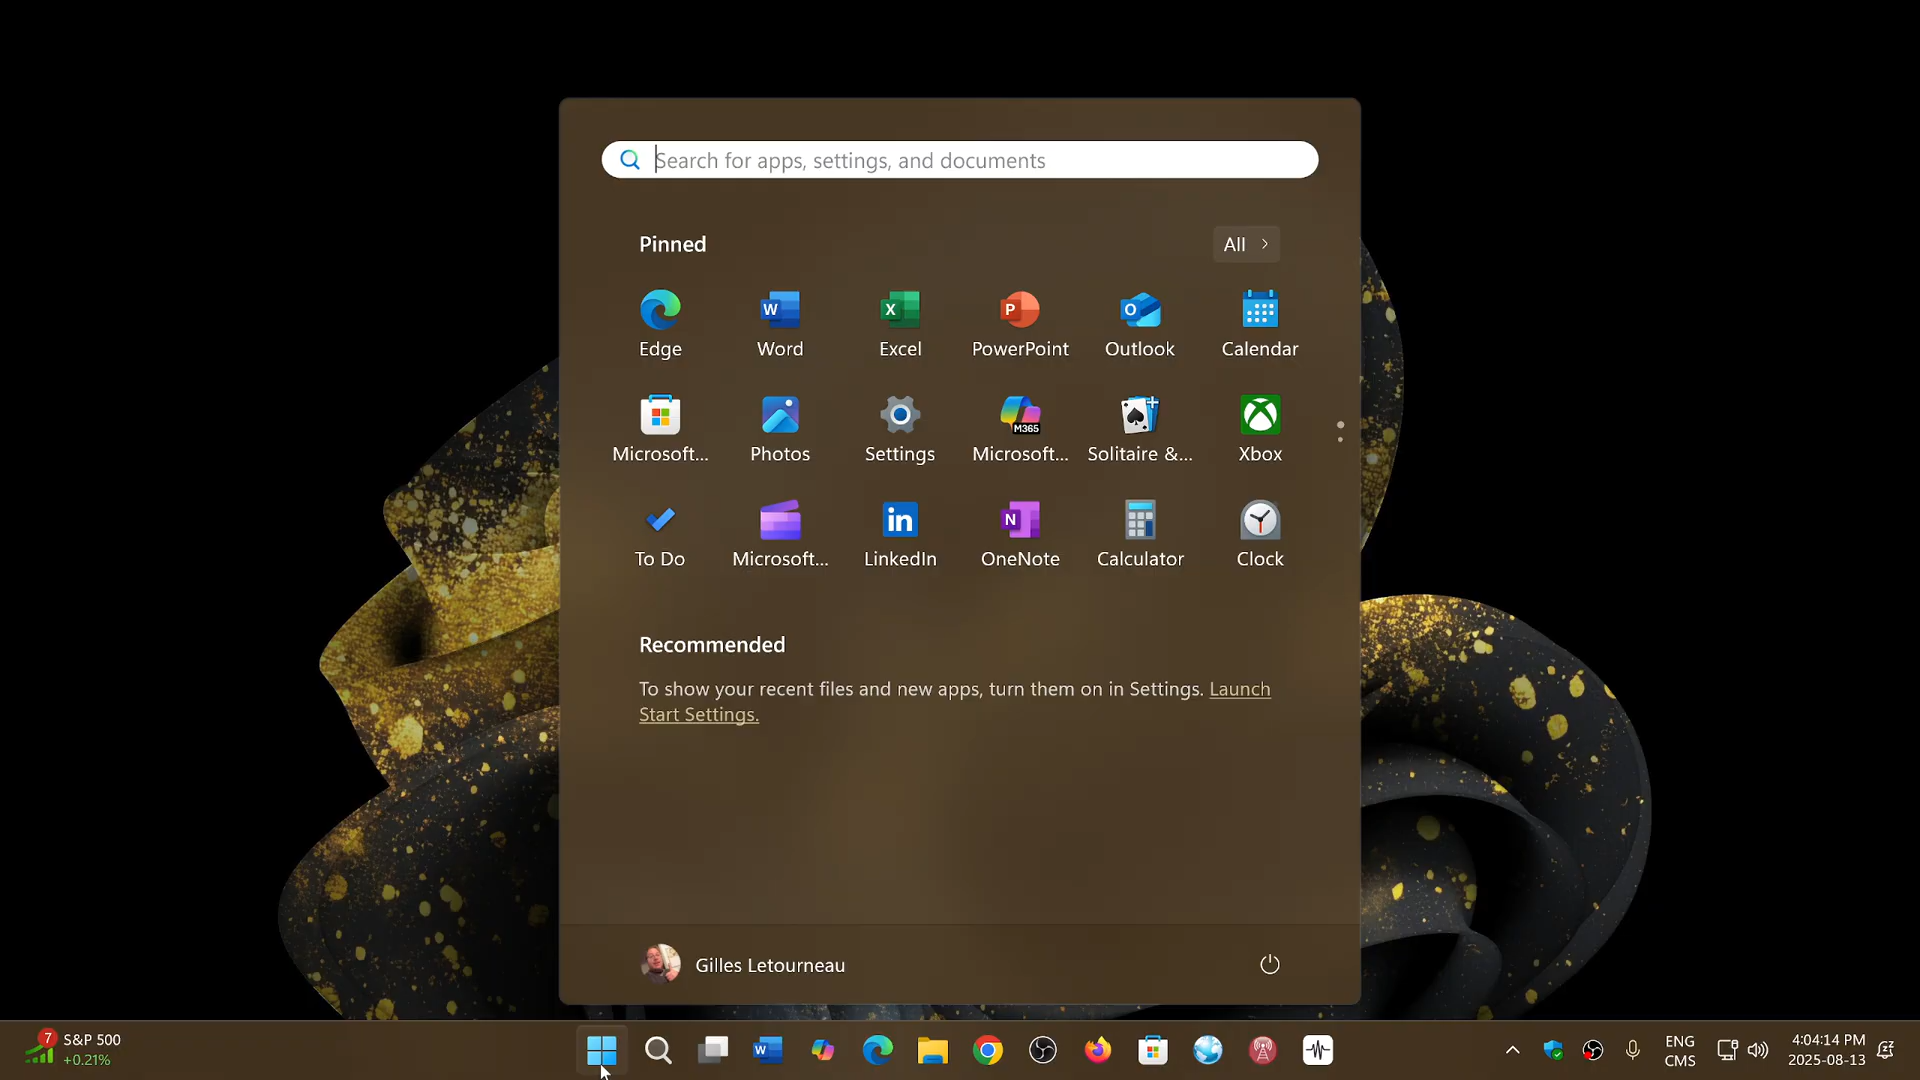 Search for apps, settings, and documents
Pinned
All
Edge
Word
Excel
PowerPoint
Outlook
Calendar
Microsoft...
Photos
Settings
Microsoft...
Solitaire &...
Xbox
M365
To Do
Microsoft...
LinkedIn
OneNote
Calculator
Clock
Recommended
To show your recent files and new apps, turn them on in Settings. Launch
Start Settings.
Gilles Letourneau
7
S&P 500
+0.21%
ENG
CMS
4:04:14 PM
2025-08-13